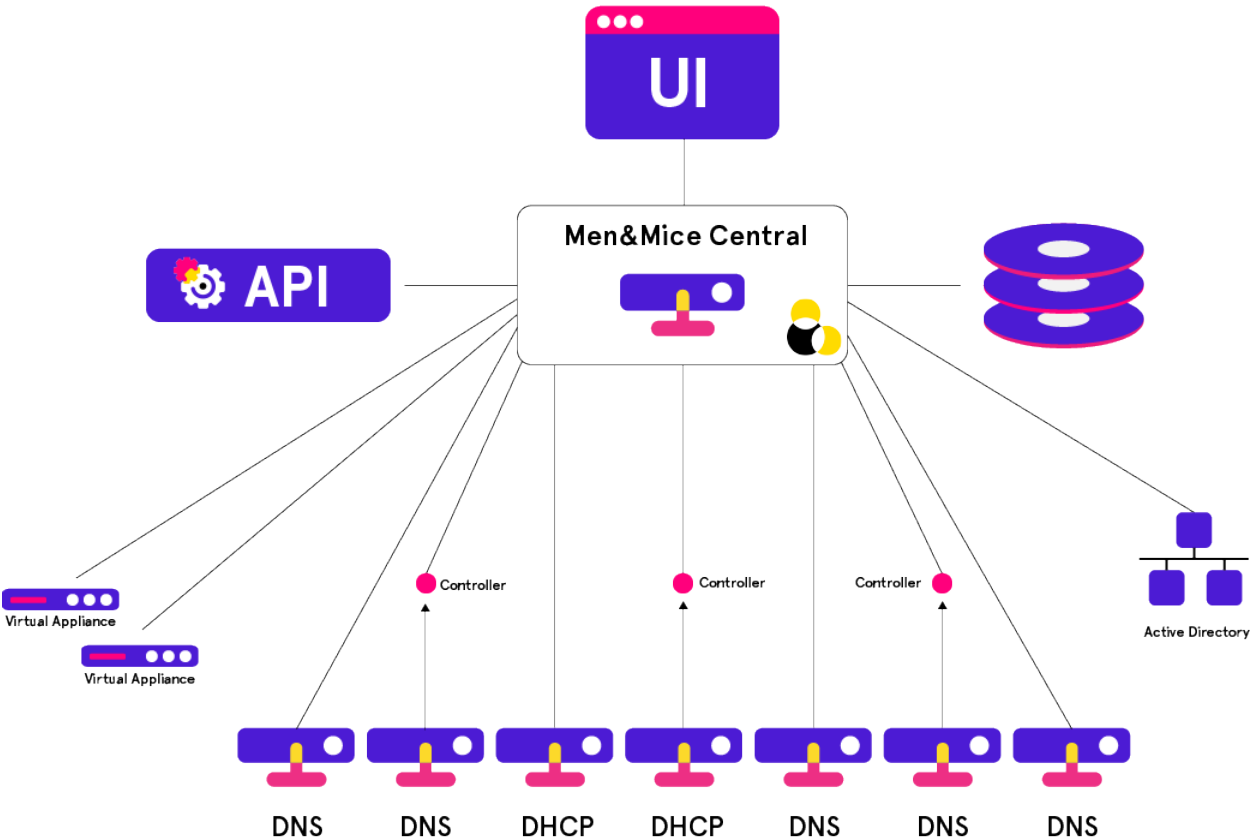 UI
Men&Mice Central
API
Controller
Controller
Controller
Virtual Appliance
Active Directory
Virtual Appliance
DNS
DNS
DHCP
DHCP
DNS
DNS
DNS